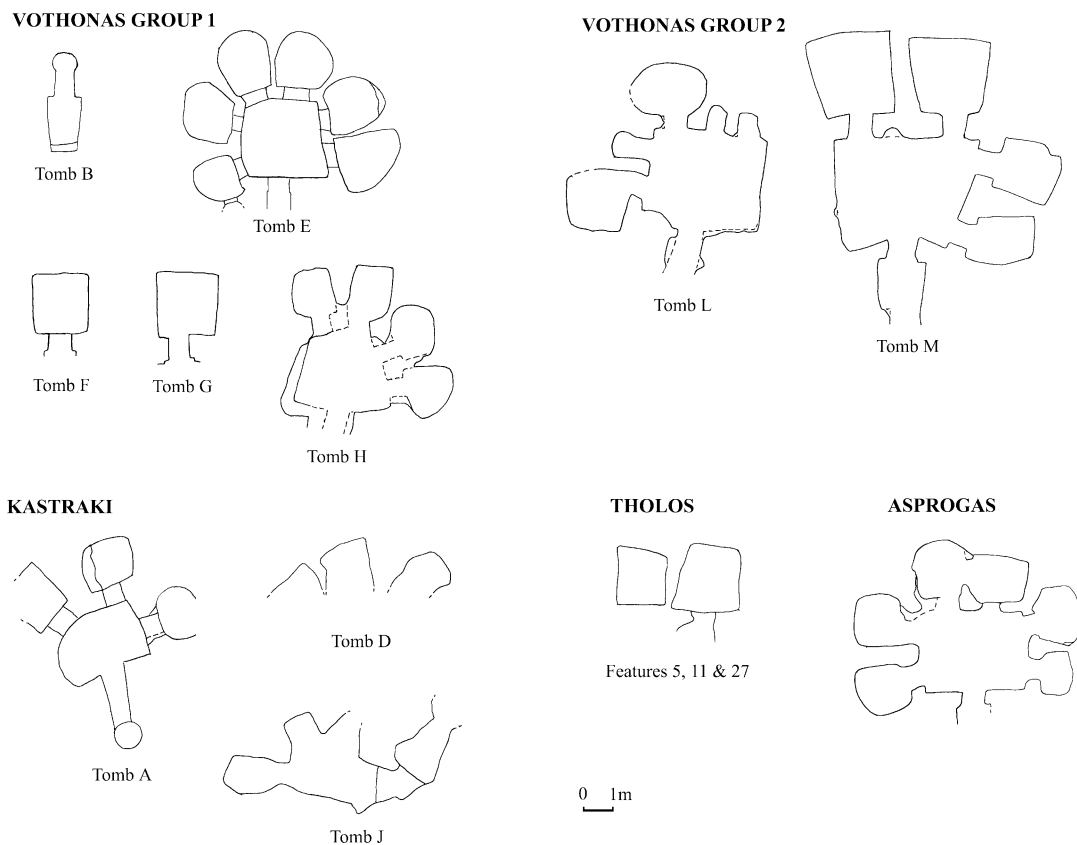 VOTHONAS GROUP 1
Tomb B
Tomb E
Tomb F
Tomb G
Tomb H
VOTHONAS GROUP 2
Tomb L
Tomb M
KASTRAKI
Tomb A
Tomb D
Tomb J
THOLOS
Features 5, 11 & 27
ASPROGAS
0 1m